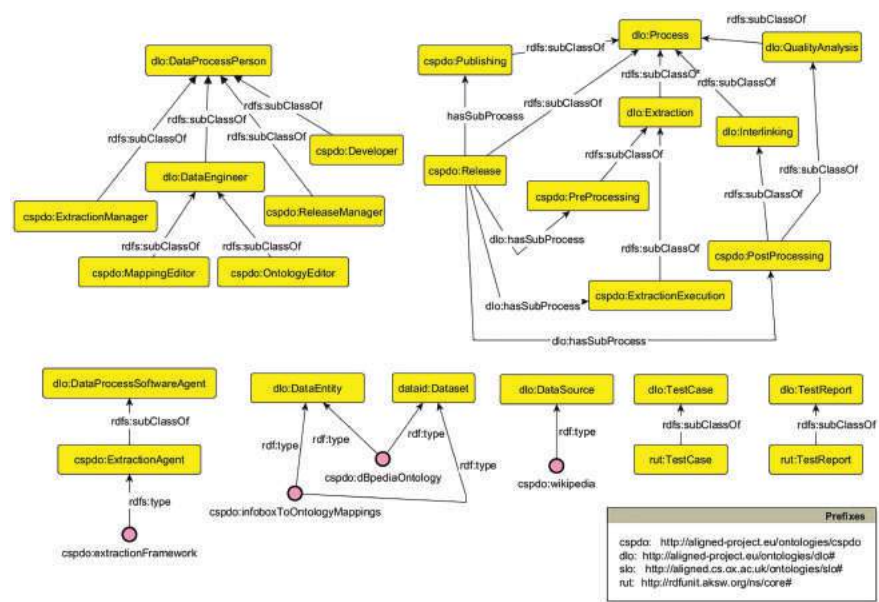 dlo:DataProcessPerson
rdfs:subClassOf
rdfs:subClassOf
rdfs:subClassOf
rdfs:subClassOf
cspdo:Developer
dlo:DataEngineer
cspdo:ExtractionManager
cspdo:ReleaseManager
rdfs:subClassOf
rdfs:subClassOf
cspdo:MappingEditor
cspdo:OntologyEditor
dlo:Process
rdfs:subClassOf
rdfs:subClassOf
dlo:QualityAnalysis
cspdo:Publishing
rdfs:subClassOf
hasSubProcess
rdfs:subClassOf
rdfs:subClassOf
dlo:Extraction
dlo:Interlinking
rdfs:subClassOf
rdfs:subClassOf
cspdo:Release
cspdo:PreProcessing
rdfs:subClassOf
dlo:hasSubProcess
rdfs:subClassOf
cspdo:PostProcessing
dlo:hasSubProcess
cspdo:ExtractionExecution
dlo:hasSubProcess
dlo:DataProcessSoftwareAgent
rdfs:subClassOf
cspdo:ExtractionAgent
rdfs:type
cspdo:extractionFramework
dlo:DataEntity
dataid:Dataset
rdf:type
rdf:type
rdf:type
rdf:type
cspdo:dBpediaOntology
cspdo:infoboxToOntologyMappings
dlo:DataSource
rdf:type
cspdo:wikipedia
dlo:TestCase
rdfs:subClassOf
rut:TestCase
dlo:TestReport
rdfs:subClassOf
rut:TestReport
Prefixes
cspdo: http://aligned-project.eu/ontologies/cspdo
dlo: http://aligned-project.eu/ontologies/dlo#
slo: http://aligned.cs.ox.ac.uk/ontologies/slo#
rut: http://rdfunit.aksw.org/ns/core#